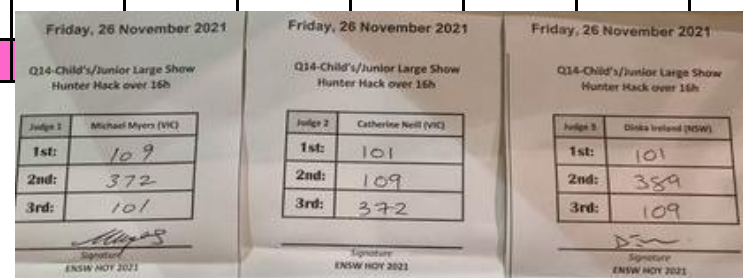 Friday, 26 November 2021
Q14-Child's/Junior Large Show
Hunter Hack over 16h
Judge 1 Michael Myers (VIC)
1st: 109
2nd: 372
3rd: 101
Signature
ENSW HOY 2021
Friday, 26 November 2021
Q14-Child's/Junior Large Show
Hunter Hack over 16h
Judge 2 Catherine Neill (VIC)
1st: 101
2nd: 109
3rd: 372
Signature
ENSW HOY 2021
Friday, 26 November 2021
Q14-Child's/Junior Large Show
Hunter Hack over 16h
Judge 3 Dinka Ireland (NSW)
1st: 101
2nd: 389
3rd: 109
Signature
ENSW HOY 2021